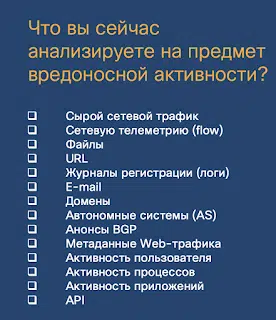 Что вы сейчас
анализируете на предмет
вредоносной активности?
❑ Сырой сетевой трафик
❑ Сетевую телеметрию (flow)
❑ Файлы
❑ URL
❑ Журналы регистрации (логи)
❑ E-mail
❑ Домены
❑ Автономные системы (AS)
❑ Анонсы BGP
❑ Метаданные Web-трафика
❑ Активность пользователя
❑ Активность процессов
❑ Активность приложений
❑ API